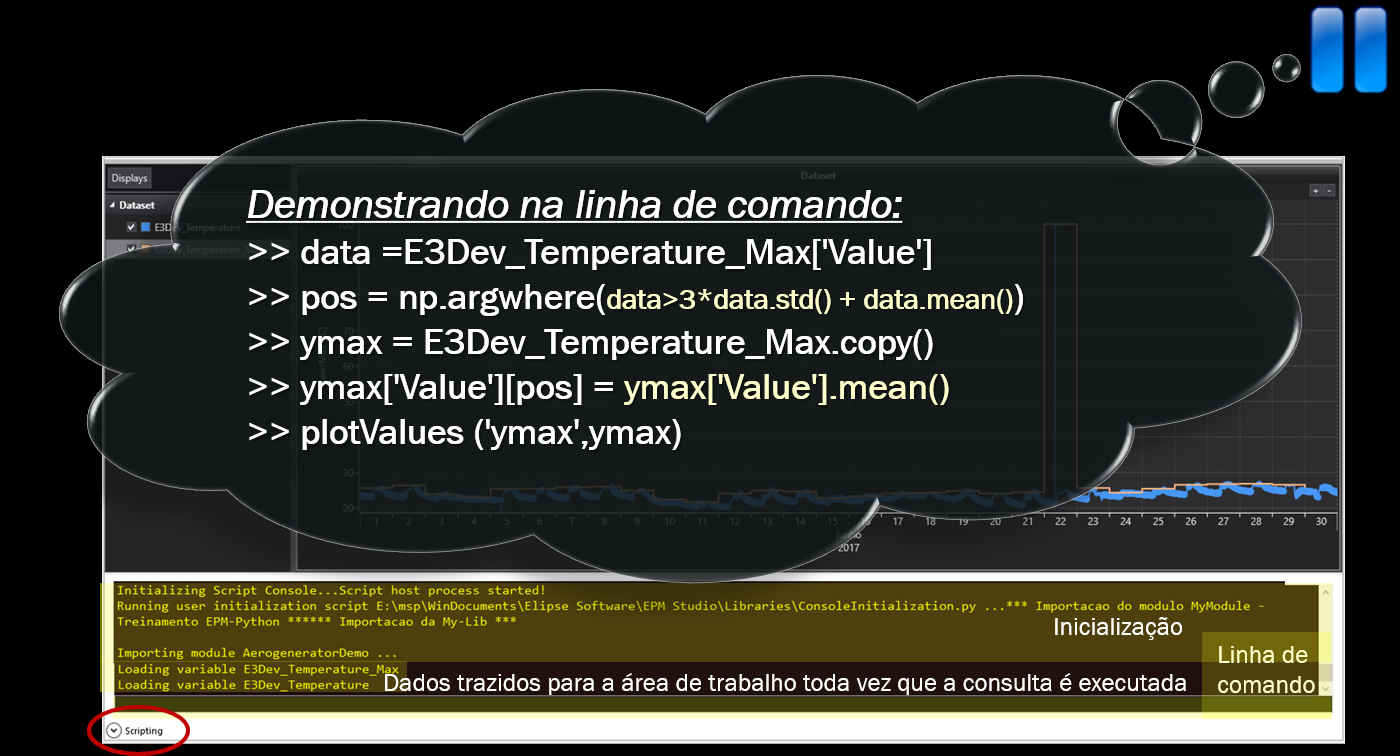 Displays
Dataset
Dataset
+ -
E3Dev_Temperature
Demonstrando na linha de comando:
>> data =E3Dev_Temperature_Max['Value']
>> pos = np.argwhere(data>3*data.std() + data.mean())
>> ymax = E3Dev_Temperature_Max.copy()
>> ymax['Value'][pos] = ymax['Value'].mean()
>> plotValues ('ymax',ymax)
30
20
1 2 3 4 5 6 7 8 9 10 11 12 13 14 15 16 17 18 19 20 21 22 23 24 25 26 27 28 29 30
2017
Initializing Script Console...Script host process started!
Running user initialization script E:\msp\WinDocuments\Elipse Software\EPM Studio\Libraries\ConsoleInitialization.py ...*** Importacao do modulo MyModule -
Treinamento EPM-Python ****** Importacao da My-Lib ***
Inicialização
Importing module AerogeneratorDemo ...
Loading variable E3Dev_Temperature_Max
Loading variable E3Dev_Temperature
Dados trazidos para a área de trabalho toda vez que a consulta é executada
Linha de
comando
Scripting